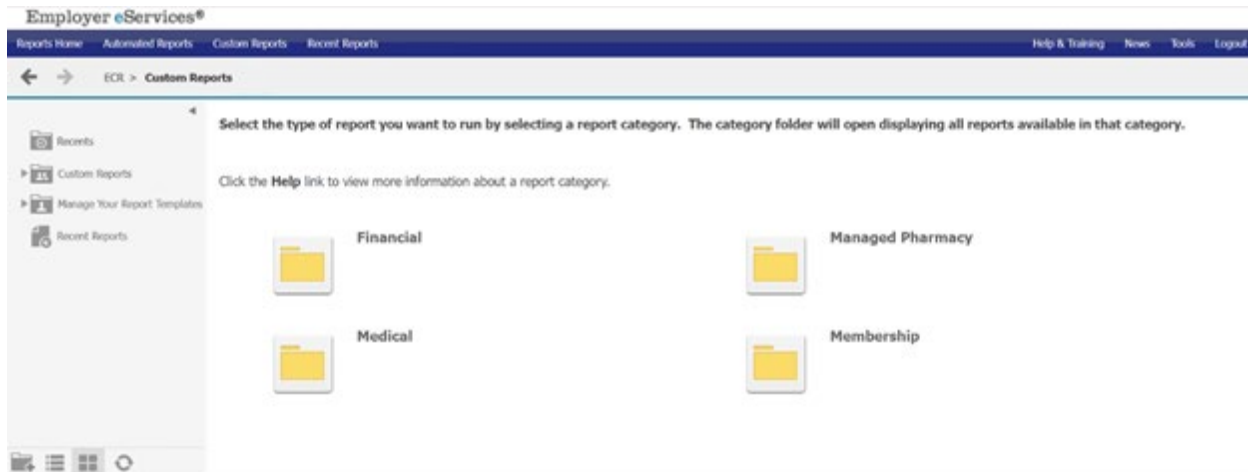 Employer eServices®
Reports Home Automated Reports Custom Reports Recent Reports Help & Training News Tools Logout
ECR > Custom Reports
Recents
Custom Reports
Manage Your Report Templates
Recent Reports
Select the type of report you want to run by selecting a report category. The category folder will open displaying all reports available in that category.
Click the Help link to view more information about a report category.
Financial
Managed Pharmacy
Medical
Membership